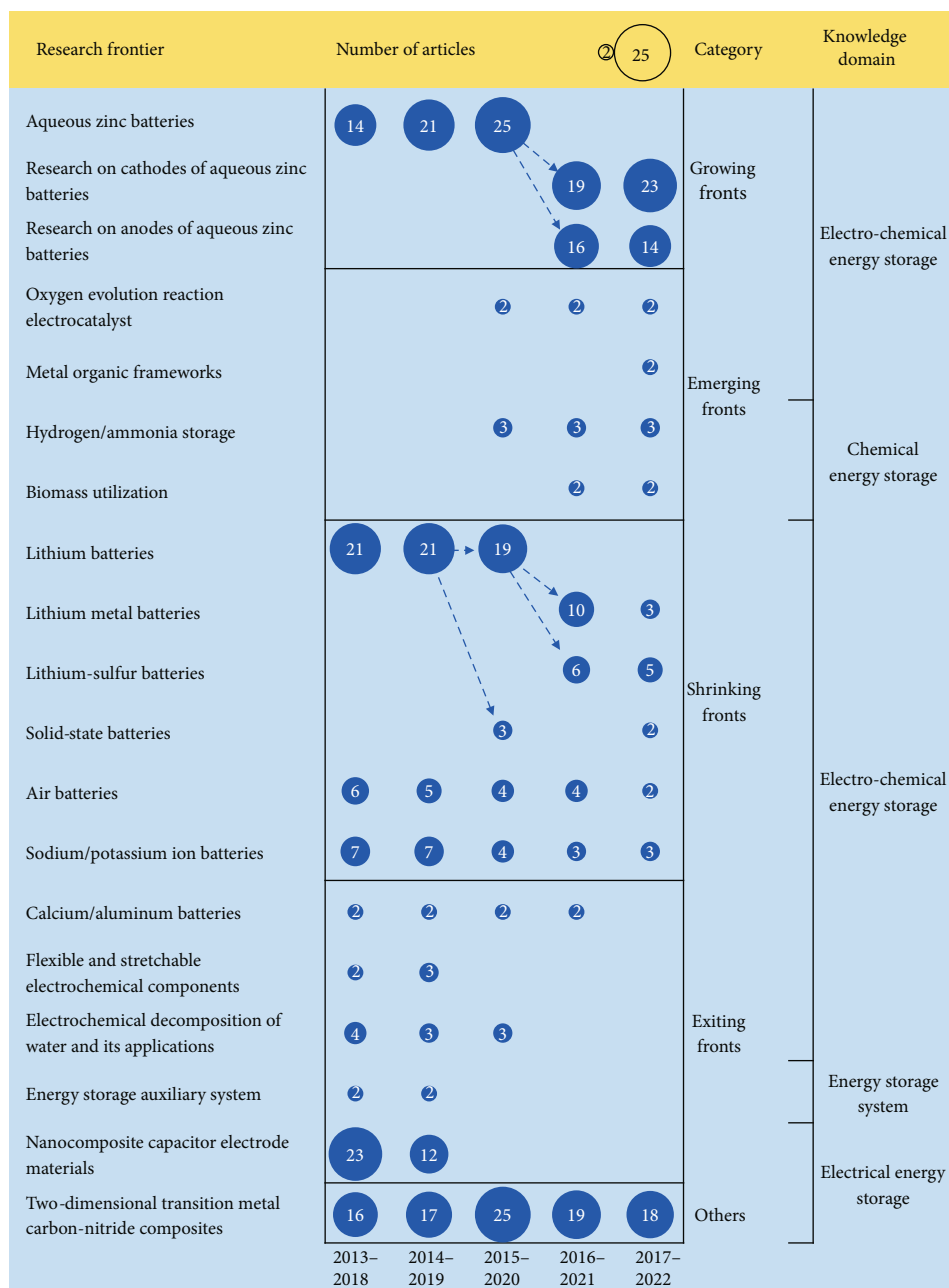 Research frontier
Number of articles
2
25
Category
Knowledge
domain
Aqueous zinc batteries
14
21
25
Research on cathodes of aqueous zinc
batteries
19
23
Growing
fronts
Research on anodes of aqueous zinc
batteries
16
14
Electro-chemical
energy storage
Oxygen evolution reaction
electrocatalyst
2
2
2
Metal organic frameworks
2
Emerging
fronts
Hydrogen/ammonia storage
3
3
3
Chemical
energy storage
Biomass utilization
2
2
Lithium batteries
21
21
19
Lithium metal batteries
10
3
Lithium-sulfur batteries
6
5
Shrinking
fronts
Solid-state batteries
3
2
Air batteries
6
5
4
4
2
Electro-chemical
energy storage
Sodium/potassium ion batteries
7
7
4
3
3
Calcium/aluminum batteries
2
2
2
2
Flexible and stretchable
electrochemical components
2
3
Electrochemical decomposition of
water and its applications
4
3
3
Exiting
fronts
Energy storage auxiliary system
2
2
Energy storage
system
Nanocomposite capacitor electrode
materials
23
12
Electrical energy
storage
Two-dimensional transition metal
carbon-nitride composites
16
17
25
19
18
Others
2013–
2018
2014–
2019
2015–
2020
2016–
2021
2017–
2022